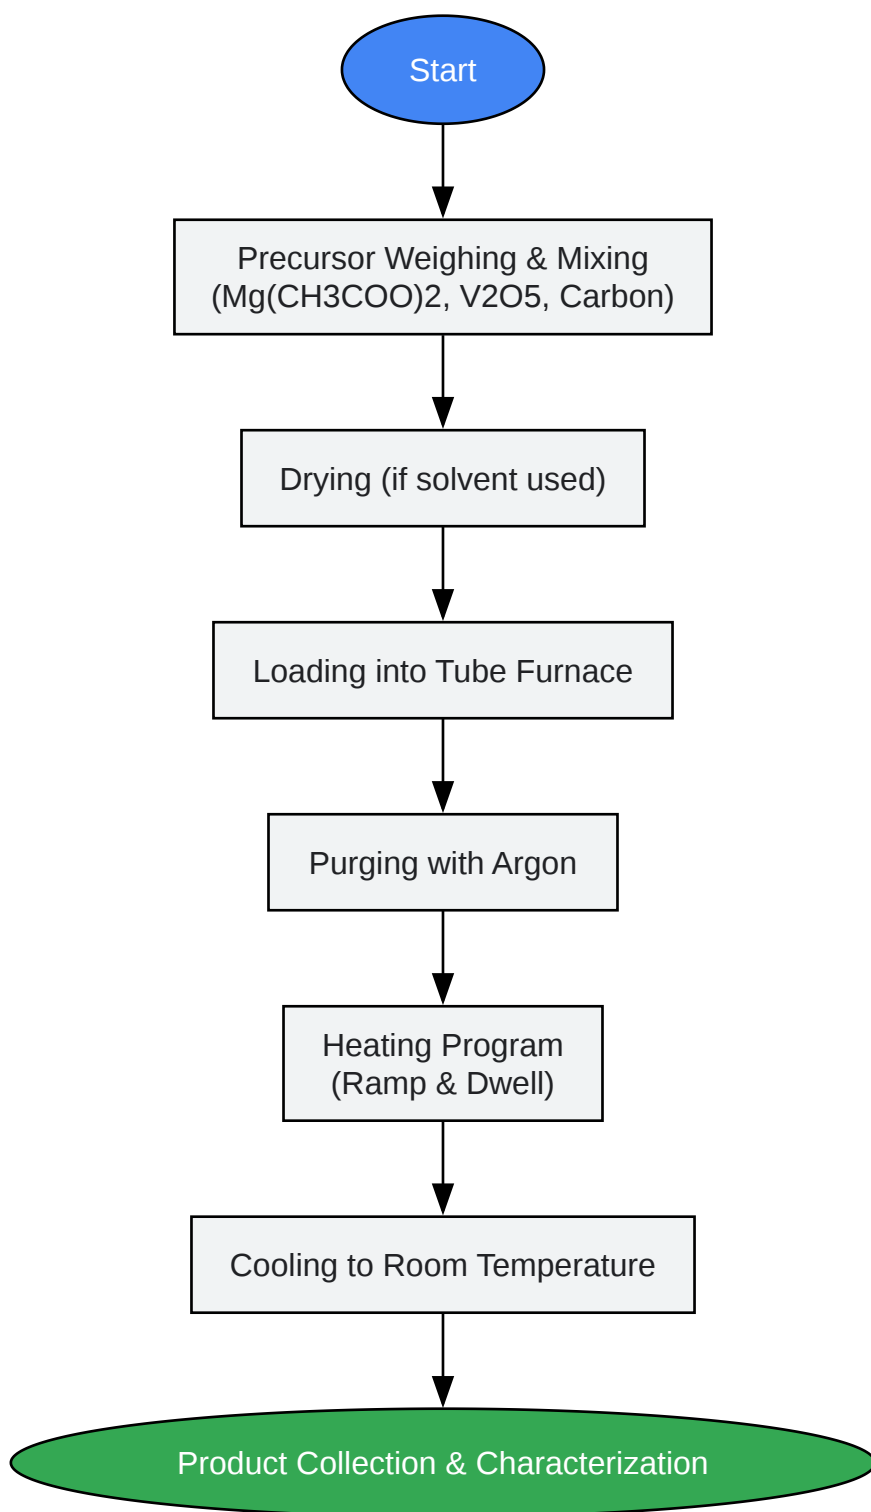 Start
Precursor Weighing & Mixing
(Mg(CH3COO)2, V2O5, Carbon)
Drying (if solvent used)
Loading into Tube Furnace
Purging with Argon
Heating Program
(Ramp & Dwell)
Cooling to Room Temperature
Product Collection & Characterization